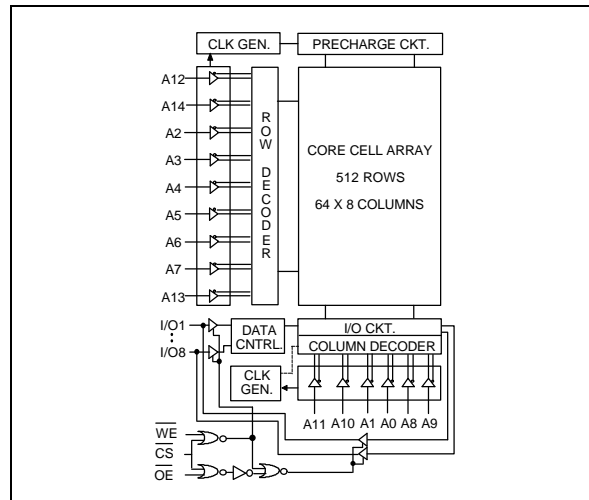 CLK GEN.
PRECHARGE CKT.
A12
A14
A2
A3
A4
A5
A6
A7
A13
ROW DECODER
CORE CELL ARRAY
512 ROWS
64 X 8 COLUMNS
I/O1
I/O8
DATA
CNTRL.
I/O CKT.
COLUMN DECODER
CLK
GEN.
A11 A10 A1 A0 A8 A9
WE
CS
OE